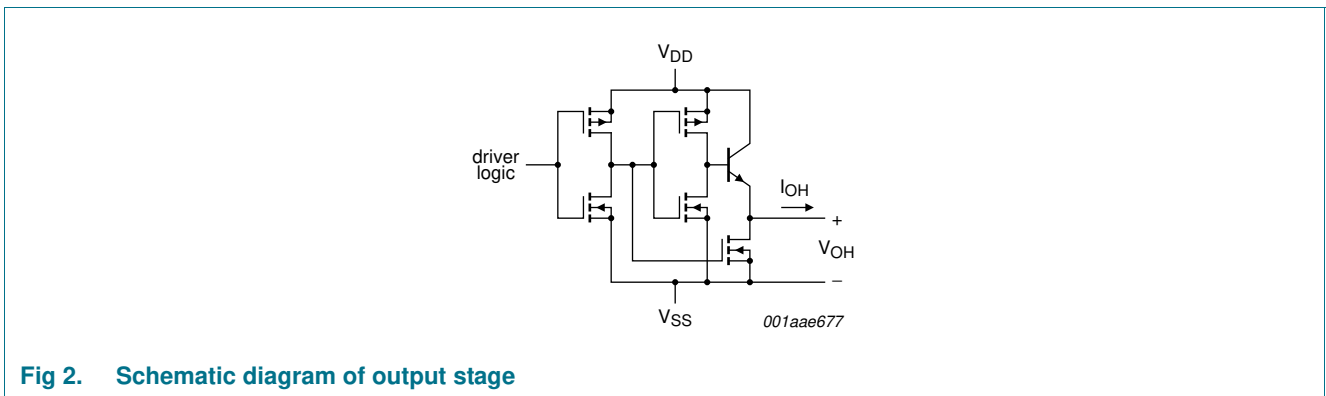 VDD
driver
logic
IOH
+
VOH
−
VSS
001aae677
Fig 2. Schematic diagram of output stage